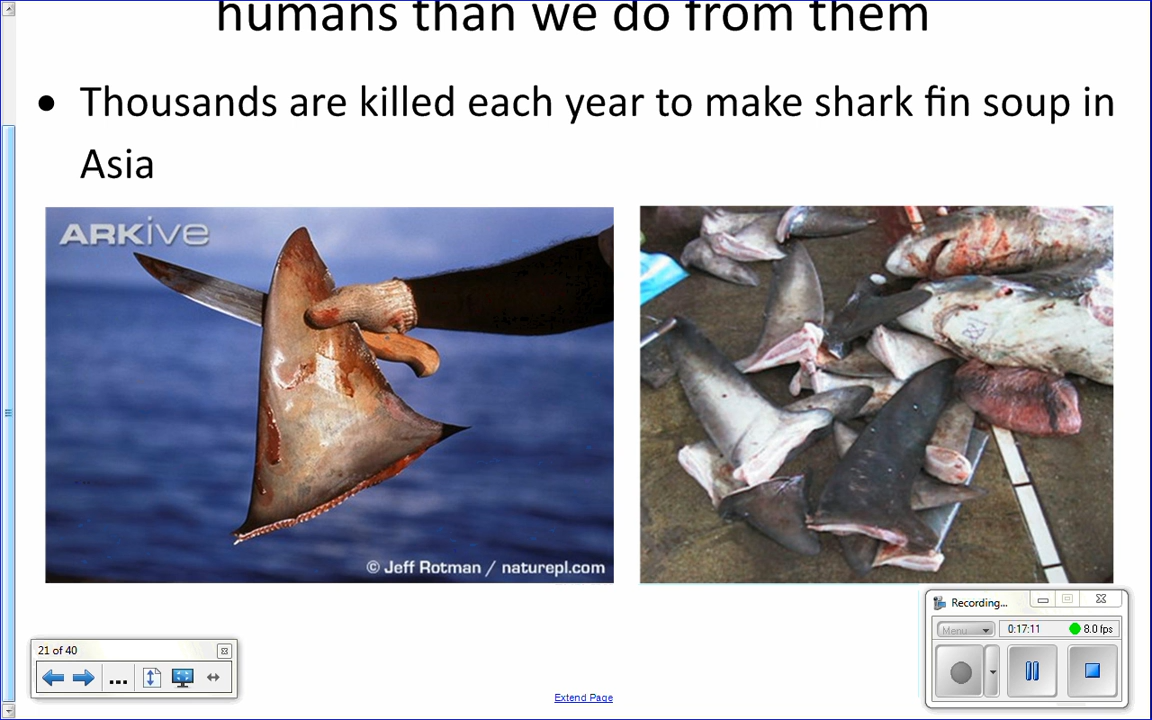 humans than we do from them
• Thousands are killed each year to make shark fin soup in
Asia
ARKive
© Jeff Rotman / naturepl.com
Recording...
Menu
0:17:11
8.0 fps
21 of 40
...
Extend Page